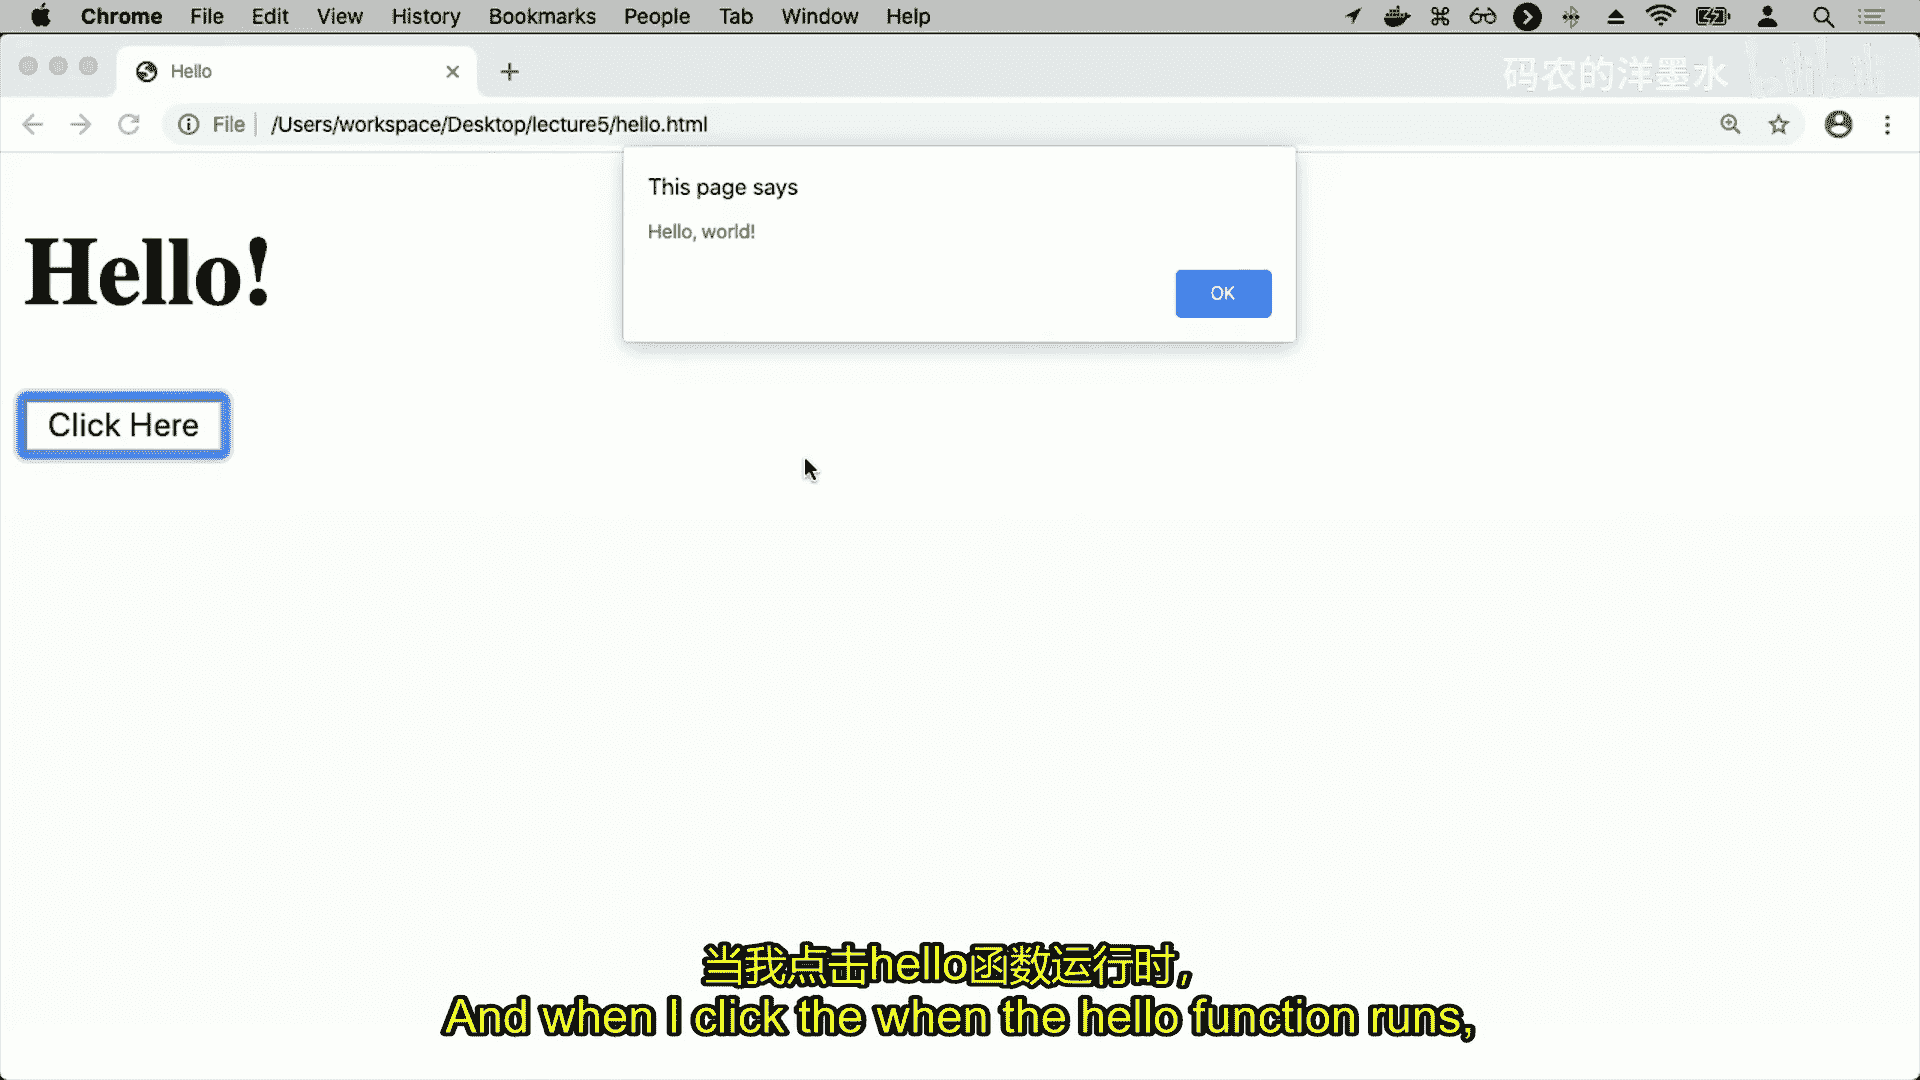 Chrome File Edit View History Bookmarks People Tab Window Help
Hello
码农的洋墨水 bilibili
File /Users/workspace/Desktop/lecture5/hello.html
This page says
Hello, world!
OK
Hello!
Click Here
当我点击hello函数运行时,
And when I click the when the hello function runs,